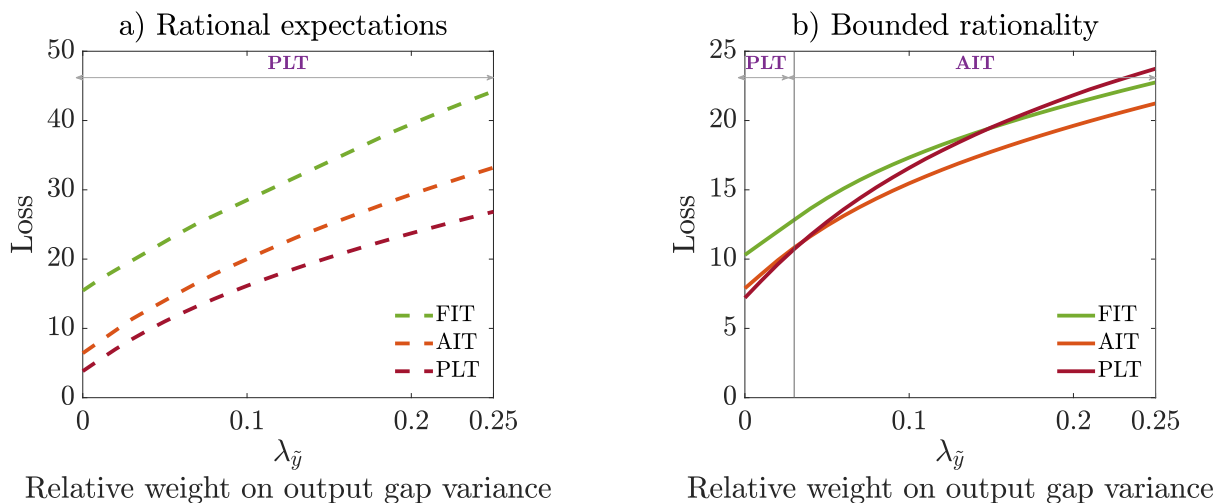 a) Rational expectations
50
40
30
20
10
0
Loss
PLT
FIT
AIT
PLT
0
0.1
0.2
0.25
λỹ
Relative weight on output gap variance
b) Bounded rationality
25
20
15
10
5
0
Loss
PLT
AIT
FIT
AIT
PLT
0
0.1
0.2
0.25
λỹ
Relative weight on output gap variance